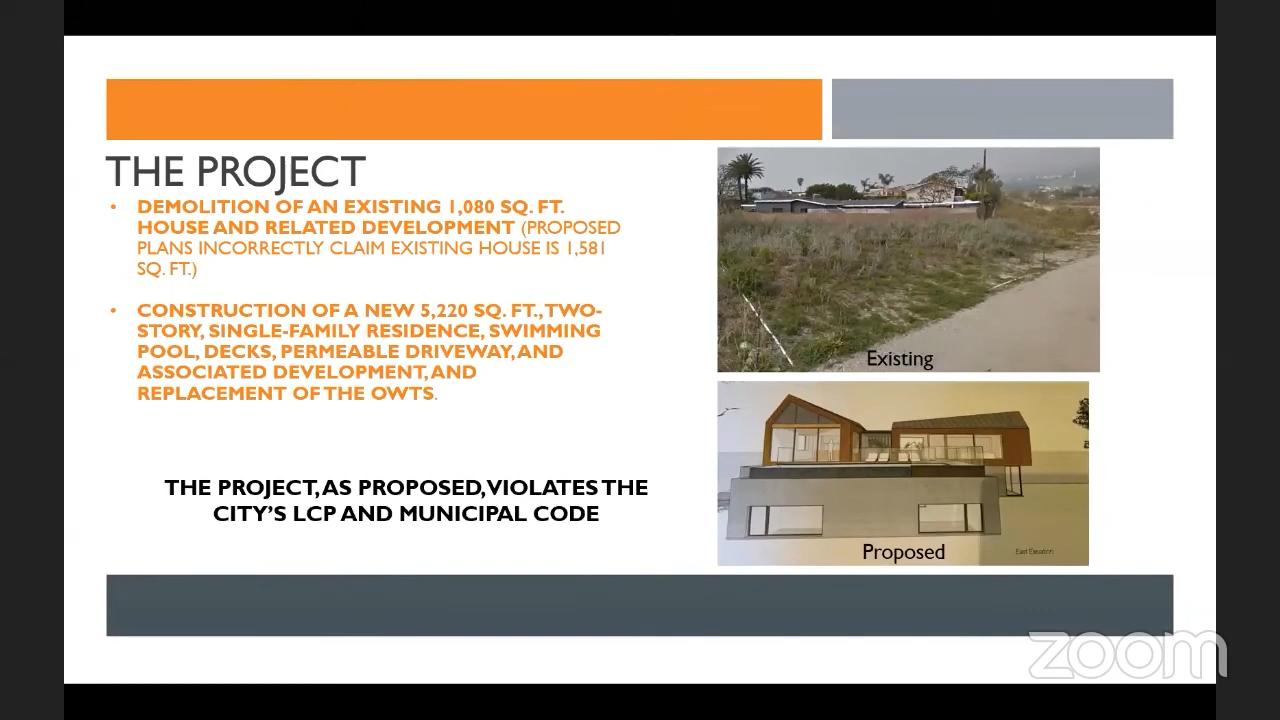 THE PROJECT
• DEMOLITION OF AN EXISTING 1,080 SQ. FT.
HOUSE AND RELATED DEVELOPMENT (PROPOSED
PLANS INCORRECTLY CLAIM EXISTING HOUSE IS 1,581
SQ. FT.)
• CONSTRUCTION OF A NEW 5,220 SQ. FT., TWO-
STORY, SINGLE-FAMILY RESIDENCE, SWIMMING
POOL, DECKS, PERMEABLE DRIVEWAY, AND
ASSOCIATED DEVELOPMENT, AND
REPLACEMENT OF THE OWTS.
THE PROJECT, AS PROPOSED, VIOLATES THE
CITY'S LCP AND MUNICIPAL CODE
Existing
Proposed
East Elevation
zoom